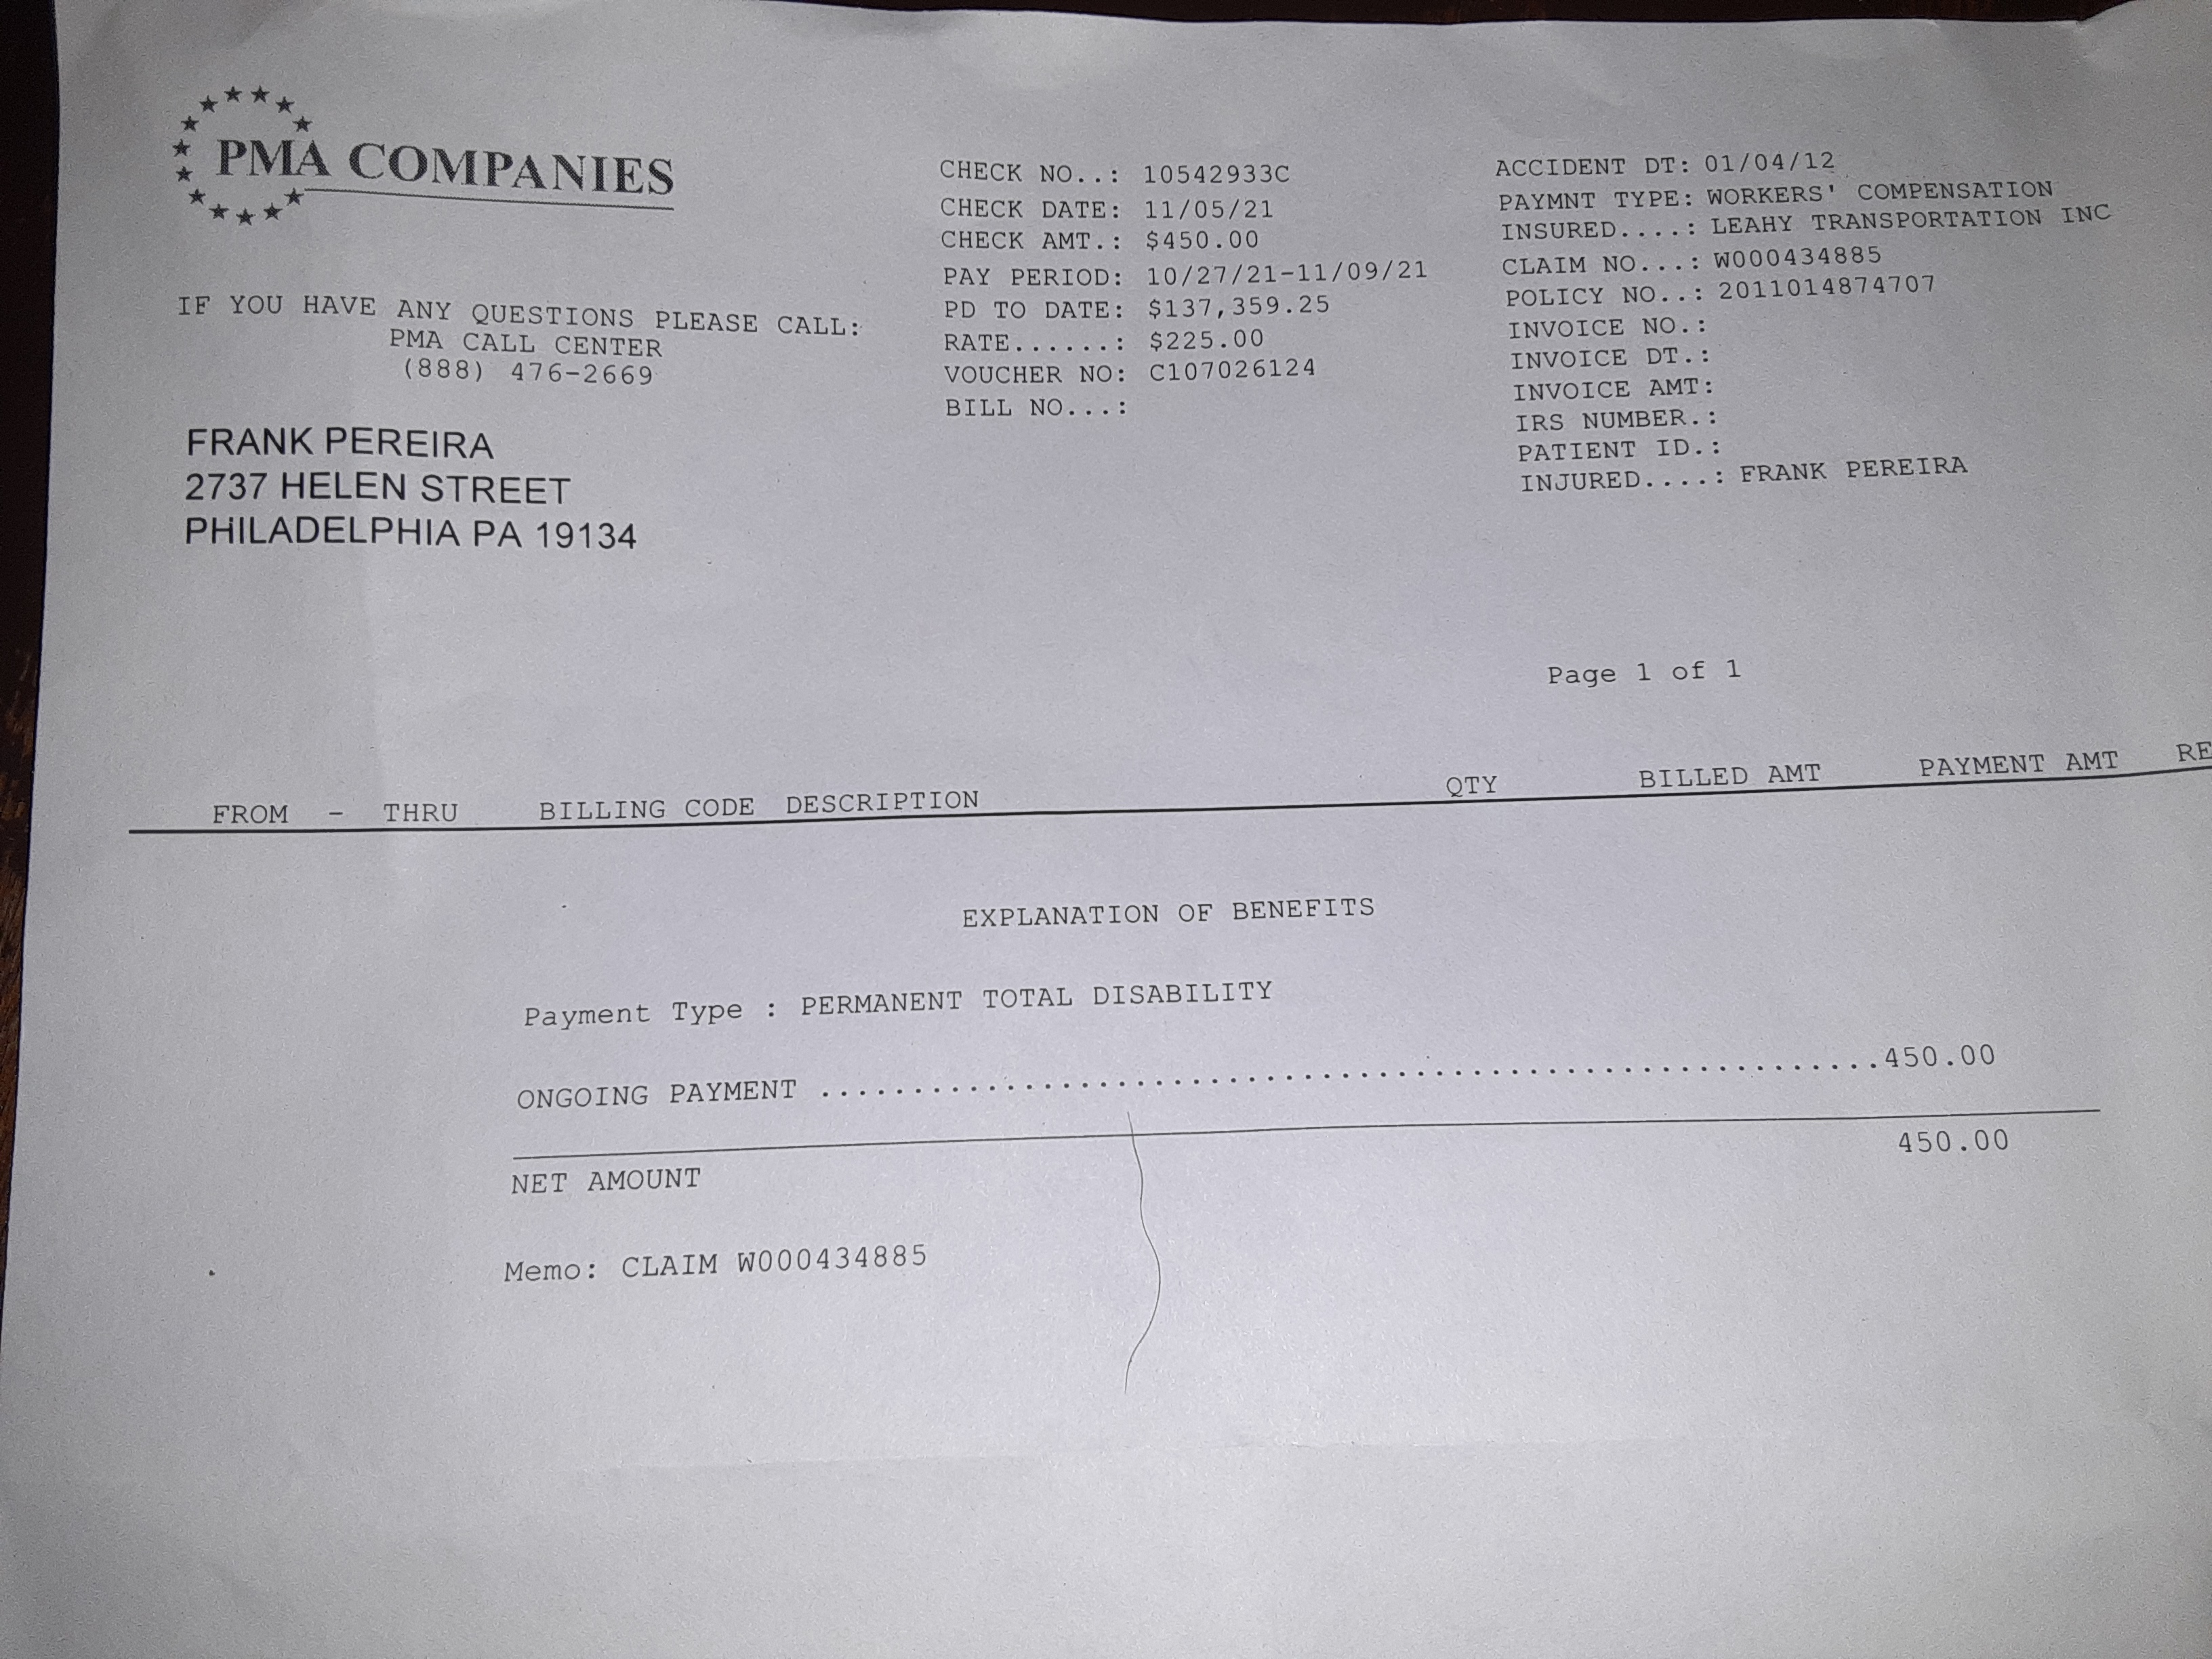 PMA COMPANIES
IF YOU HAVE ANY QUESTIONS PLEASE CALL:
PMA CALL CENTER
(888) 476-2669
FRANK PEREIRA
2737 HELEN STREET
PHILADELPHIA PA 19134
CHECK NO..: 10542933C
CHECK DATE: 11/05/21
CHECK AMT.: $450.00
PAY PERIOD: 10/27/21-11/09/21
PD TO DATE: $137,359.25
RATE......: $225.00
VOUCHER NO: C107026124
BILL NO...:
ACCIDENT DT: 01/04/12
PAYMNT TYPE: WORKERS' COMPENSATION
INSURED....: LEAHY TRANSPORTATION INC
CLAIM NO...: W000434885
POLICY NO..: 2011014874707
INVOICE NO.:
INVOICE DT.:
INVOICE AMT:
IRS NUMBER.:
PATIENT ID.:
INJURED....: FRANK PEREIRA
Page 1 of 1
FROM - THRU BILLING CODE DESCRIPTION QTY BILLED AMT PAYMENT AMT
EXPLANATION OF BENEFITS
Payment Type : PERMANENT TOTAL DISABILITY
ONGOING PAYMENT ........................................................450.00
NET AMOUNT 450.00
Memo: CLAIM W000434885